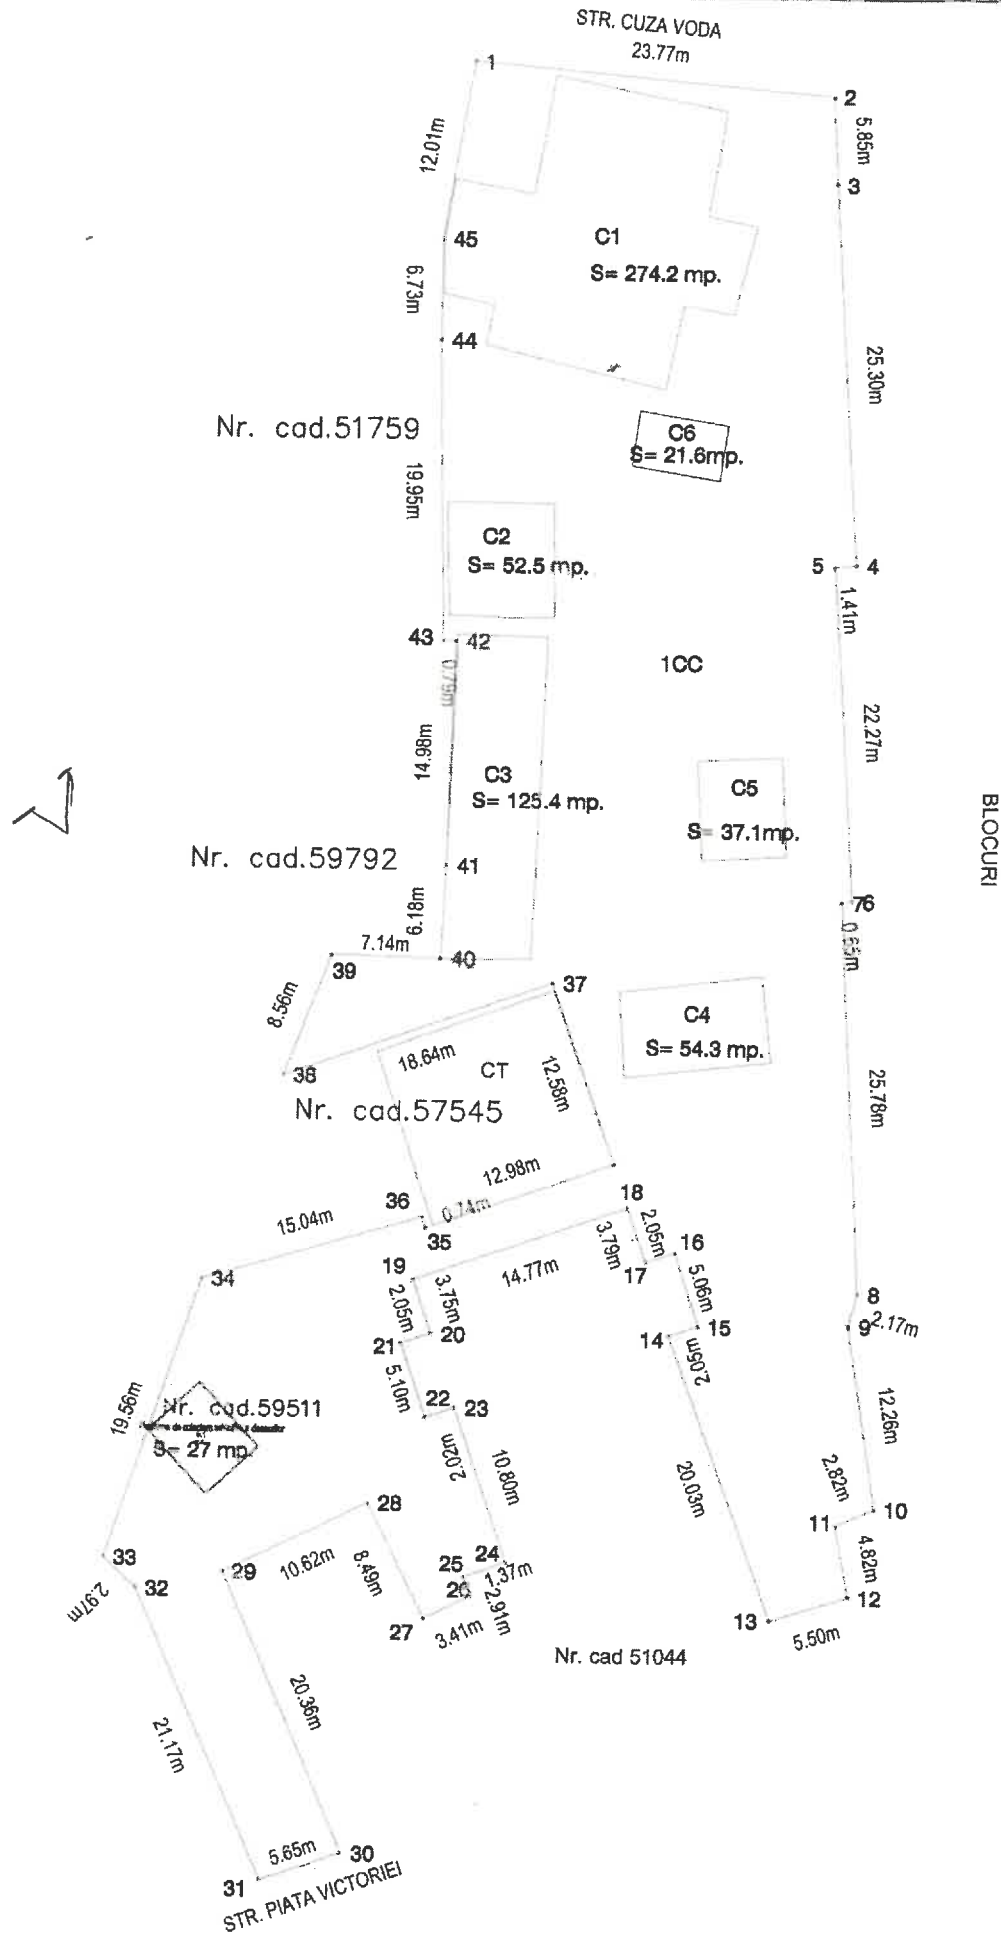 STR. CUZA VODA
23.77m
1
2
12.01m
5.85m
3
45
C1
S= 274.2 mp.
6.73m
44
25.30m
Nr. cad.51759
C6
S= 21.6mp.
19.95m
C2
S= 52.5 mp.
5
4
1.41m
43
42
0.79m
1CC
14.98m
22.27m
C3
S= 125.4 mp.
C5
S= 37.1mp.
BLOCURI
Nr. cad.59792
41
6.18m
76
0.65m
7.14m
39
40
37
8.56m
C4
S= 54.3 mp.
38
18.64m
CT
12.58m
25.78m
Nr. cad.57545
12.98m
36
0.74m
35
15.04m
18
2.05m
3.79m
16
17
34
19
14.77m
5.06m
3.75m
2.05m
8
9
2.17m
20
21
14
15
2.05m
5.10m
22
23
2.02m
Nr. cad.59511
19.56m
S= 27 mp.
12.26m
10.80m
20.03m
2.82m
28
10
11
4.82m
33
32
2.97m
29
10.62m
8.49m
25
24
1.37m
26
2.91m
27
3.41m
12
13
5.50m
Nr. cad 51044
20.36m
21.17m
5.65m
30
31
STR. PIATA VICTORIEI